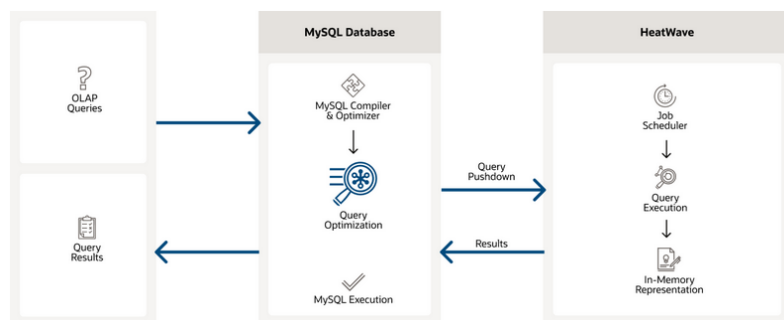 OLAP
Queries
Query
Results
MySQL Database
MySQL Compiler
& Optimizer
Query
Optimization
MySQL Execution
Query
Pushdown
Results
HeatWave
Job
Scheduler
Query
Execution
In-Memory
Representation